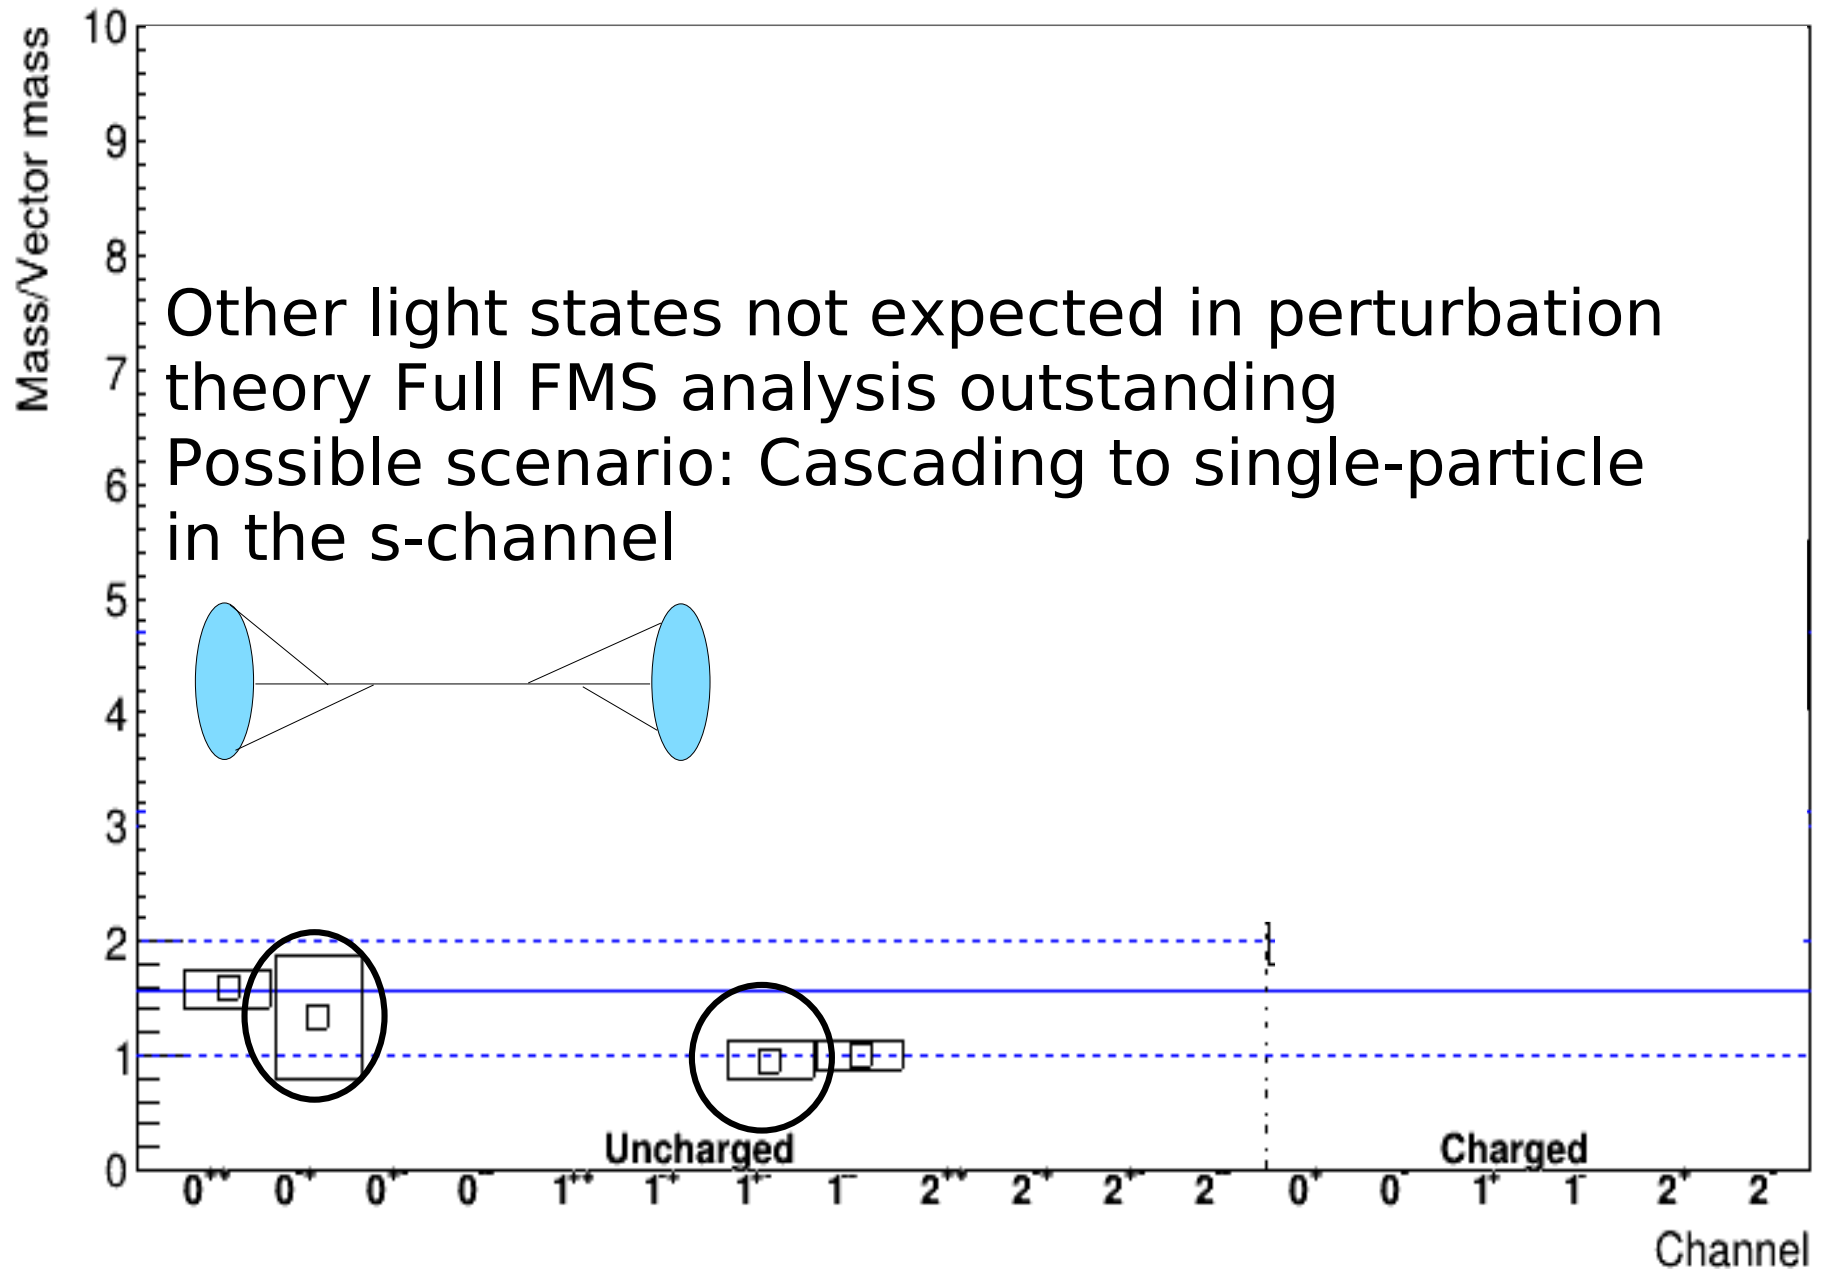 10
Mass/Vector mass
9
8
Other light states not expected in perturbation
7
theory Full FMS analysis outstanding
Possible scenario: Cascading to single-particle
6
in the s-channel
5
4
3
2
1
Uncharged
Charged
0
0⁺⁺ 0⁻⁺ 0⁺⁻ 0⁻⁻ 1⁺⁺ 1⁻⁺ 1⁺⁻ 1⁻⁻ 2⁺⁺ 2⁻⁺ 2⁺⁻ 2⁻⁻ 0⁺ 0⁻ 1⁺ 1⁻ 2⁺ 2⁻
Channel